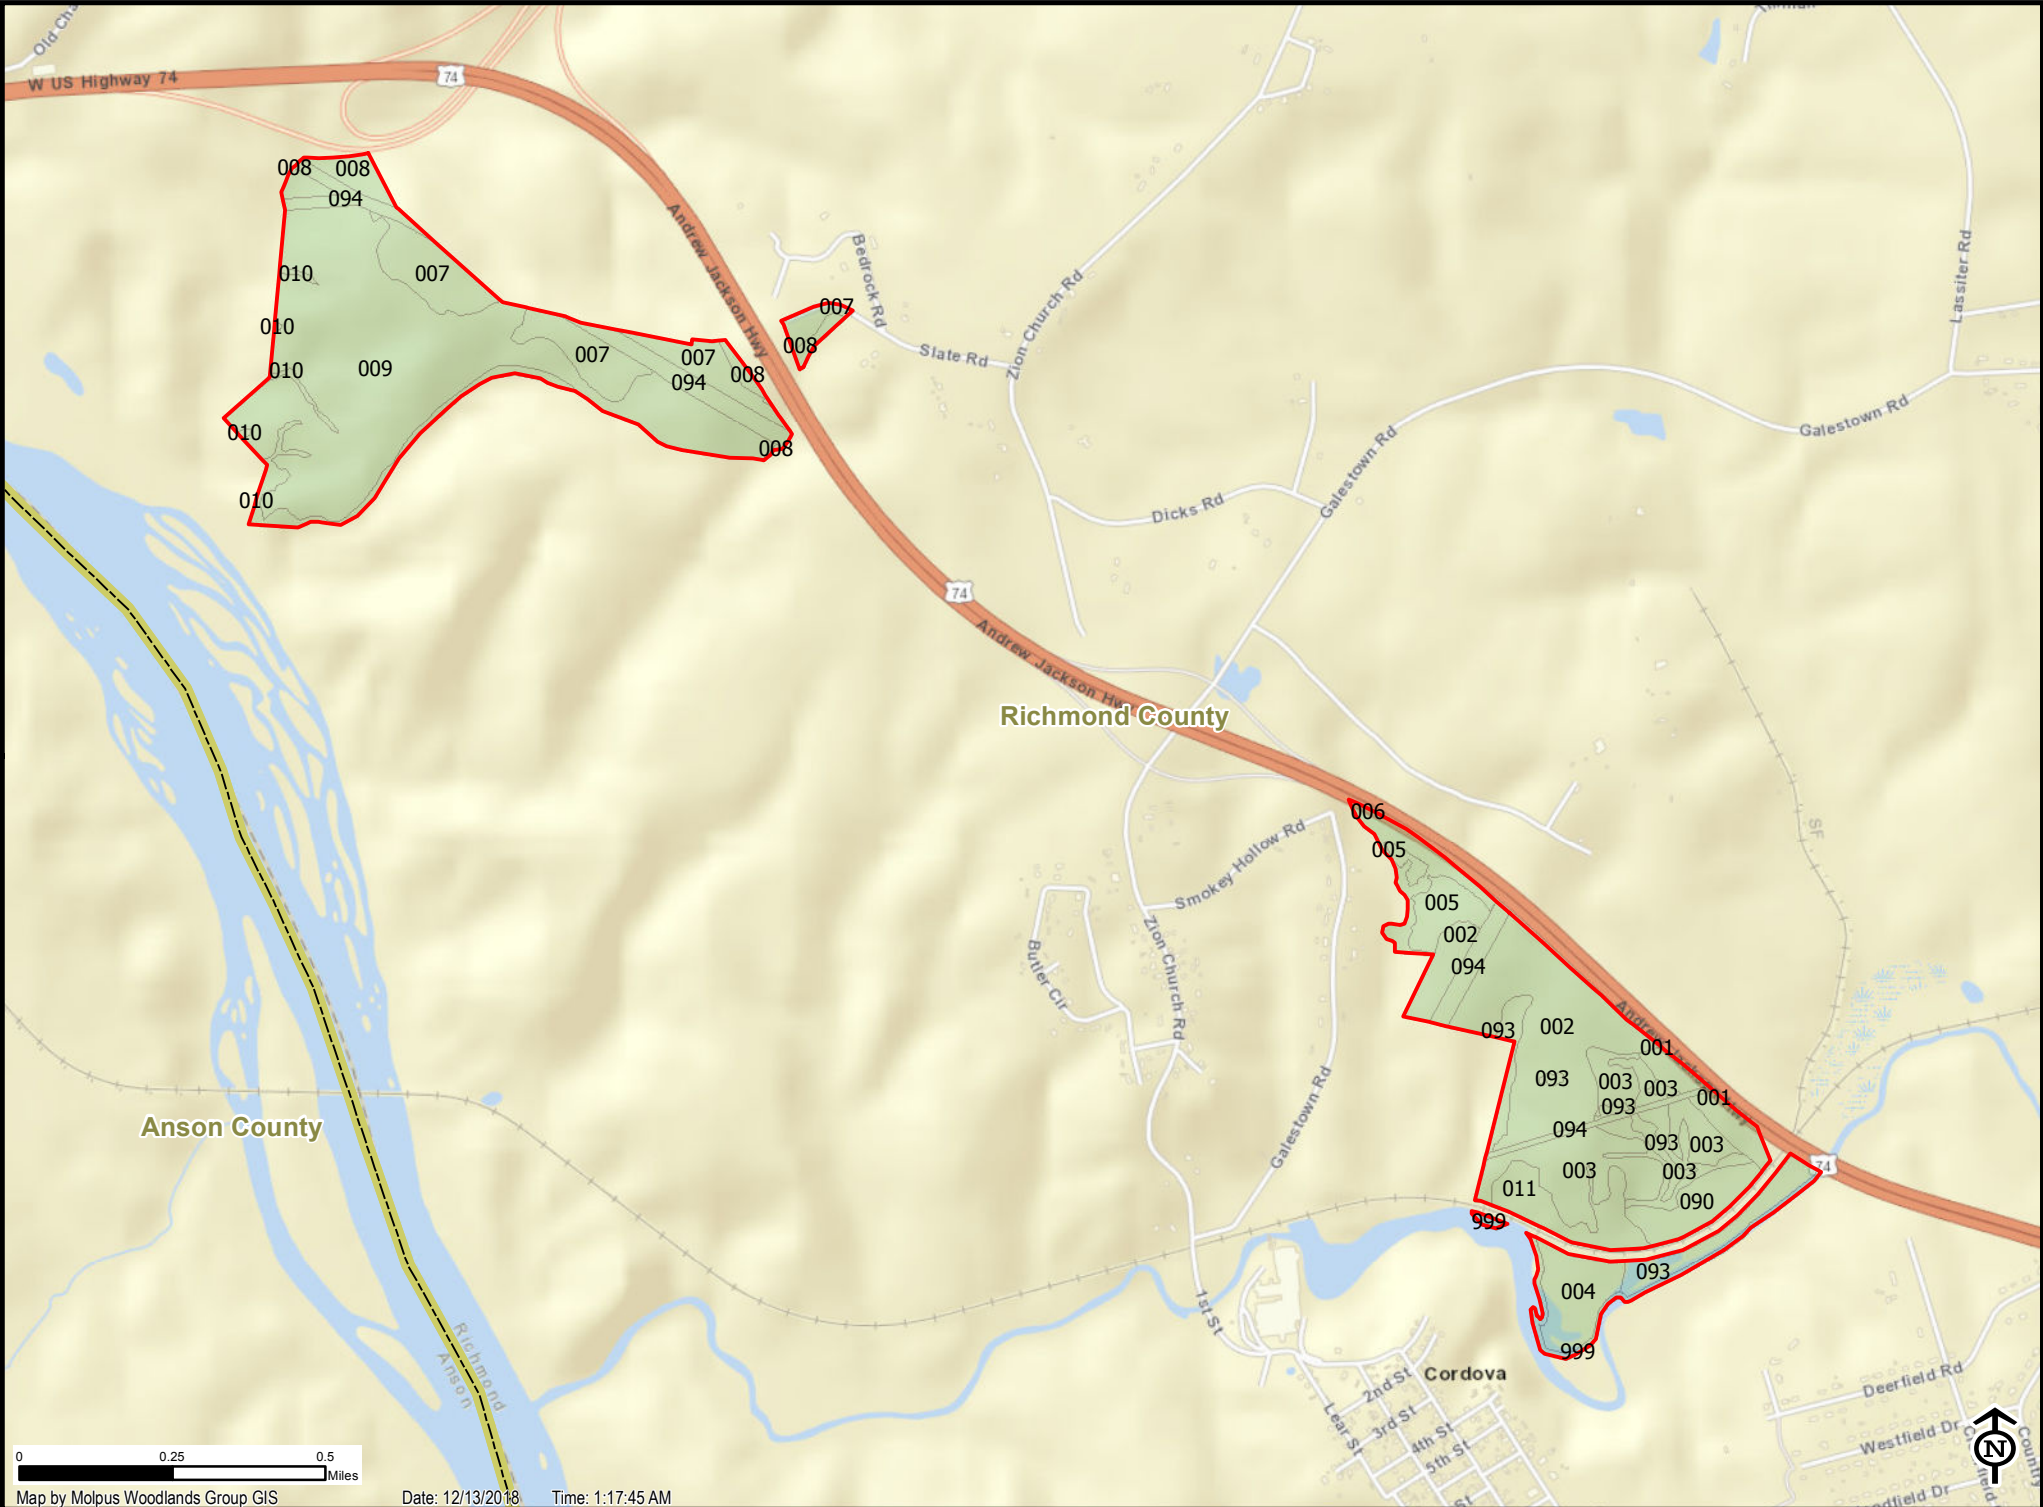 W US Highway 74
74
008
008
094
010
007
010
010
009
010
010
007
007
094
008
008
Andrew Jackson Hwy
Bedrock Rd
007
008
Slate Rd
Zion Church Rd
Lassiter Rd
Galestown Rd
Galestown Rd
Dicks Rd
74
Andrew Jackson Hwy
Richmond County
Smokey Hollow Rd
Zion Church Rd
Butler Cir
Galestown Rd
SF
006
005
005
002
094
093
002
001
093
003
003
001
093
094
093
003
003
003
011
090
999
093
004
999
74
Anson County
Richmond
Anson
1st St
Cordova
2nd St
3rd St
4th St
5th St
Lear St
Deerfield Rd
Westfield Dr
N
0 0.25 0.5
Miles
Map by Molpus Woodlands Group GIS
Date: 12/13/2018
Time: 1:17:45 AM